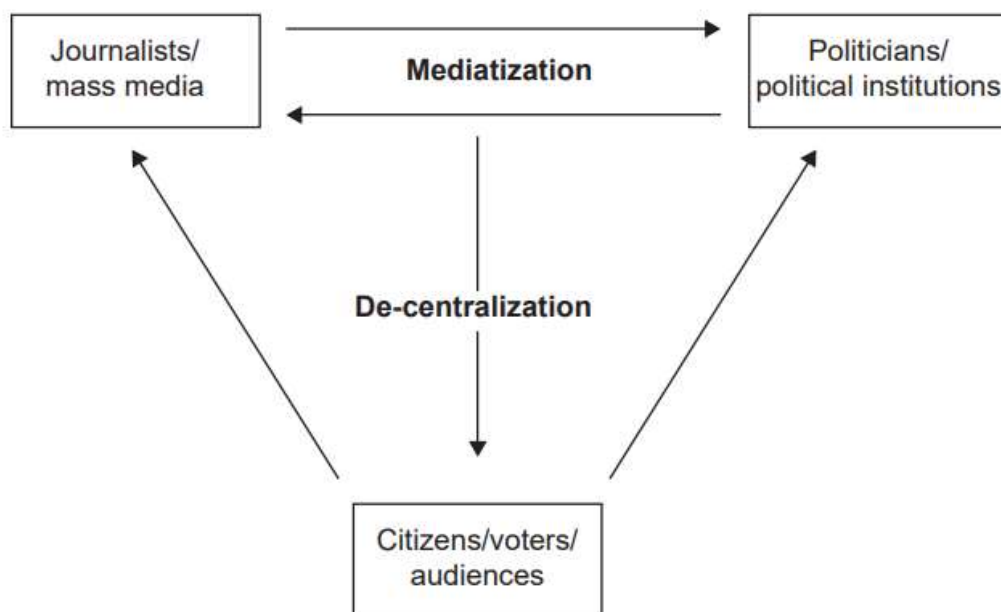 Journalists/
mass media
Mediatization
Politicians/
political institutions
De-centralization
Citizens/voters/
audiences